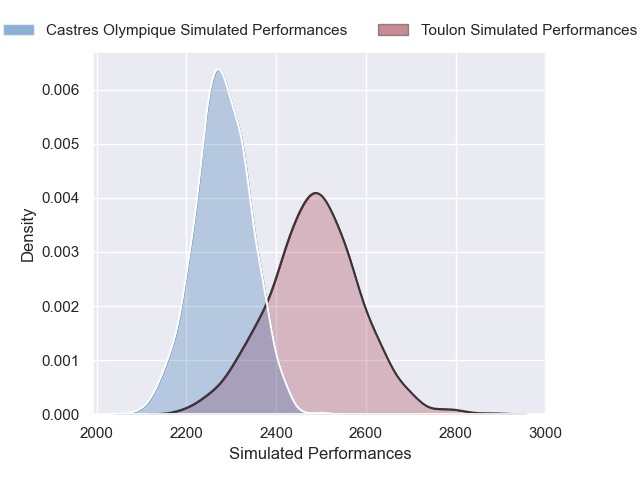 Castres Olympique Simulated Performances
Toulon Simulated Performances
0.006
0.005
0.004
0.003
0.002
0.001
0.000
Density
2000 2200 2400 2600 2800 3000
Simulated Performances